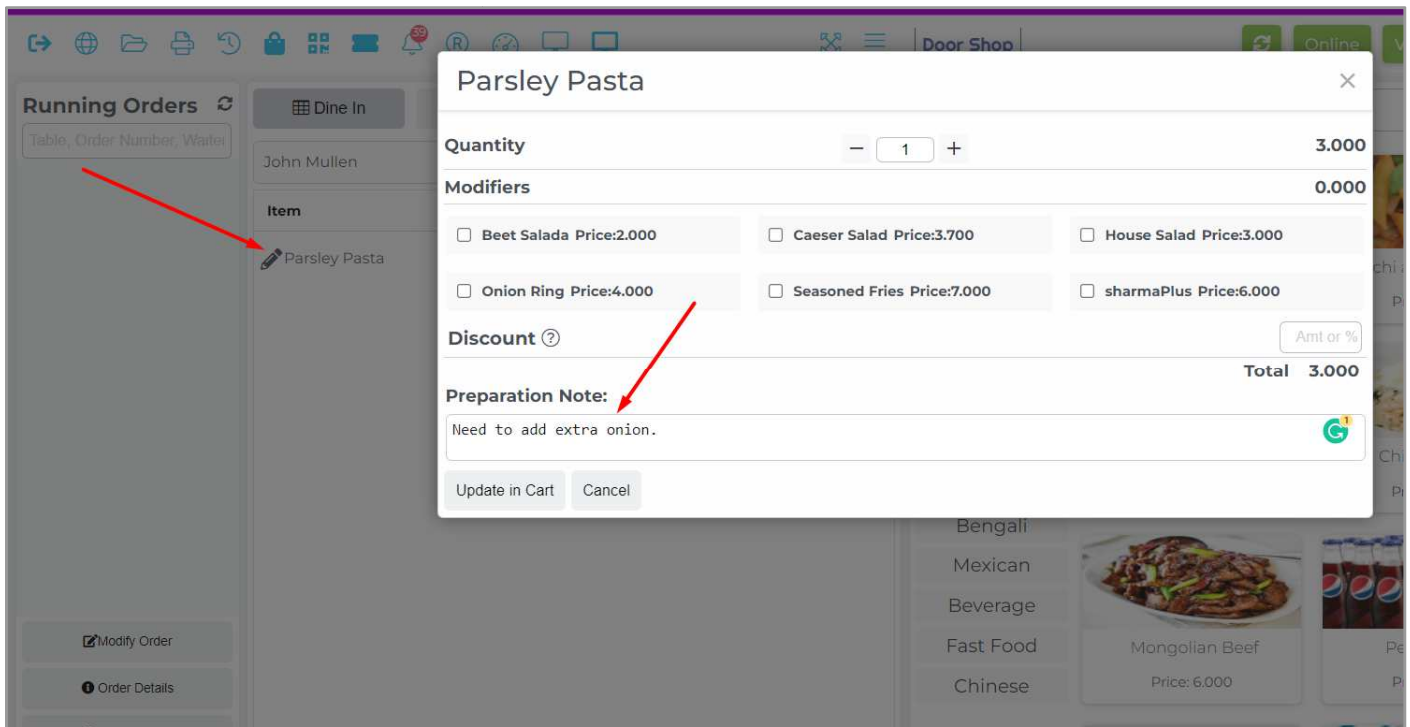 39
R
Door Shop
Online
Parsley Pasta
Running Orders
Dine In
Table, Order Number, Waiter
John Mullen
Quantity
1
3.000
Modifiers
0.000
Item
Beet Salada Price:2.000
Caeser Salad Price:3.700
House Salad Price:3.000
Parsley Pasta
Onion Ring Price:4.000
Seasoned Fries Price:7.000
sharmaPlus Price:6.000
Discount ?
Amt or %
Total 3.000
Preparation Note:
Need to add extra onion.
G 1
Update in Cart
Cancel
Bengali
Mexican
Beverage
Fast Food
Chinese
Mongolian Beef
Price: 6.000
Modify Order
Order Details